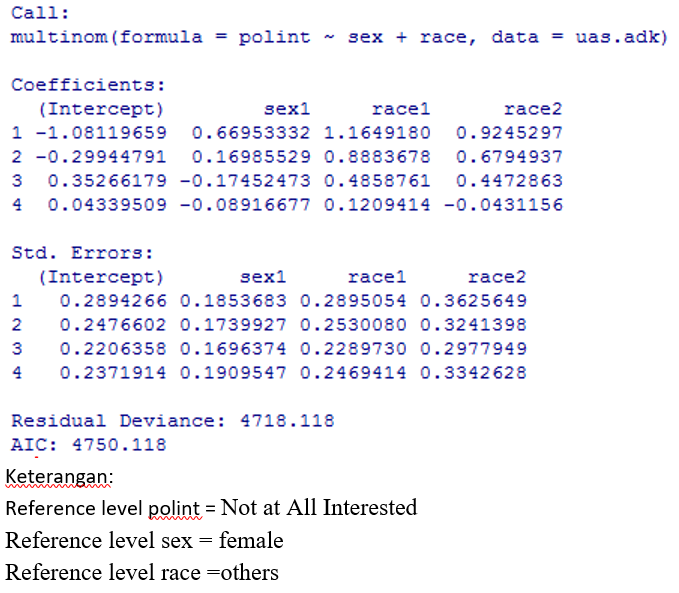 Call:
multinom(formula = polint ~ sex + race, data = uas.adk)
Coefficients:
(Intercept) sex1 race1 race2
1 -1.08119659 0.66953332 1.1649180 0.9245297
2 -0.29944791 0.16985529 0.8883678 0.6794937
3 0.35266179 -0.17452473 0.4858761 0.4472863
4 0.04339509 -0.08916677 0.1209414 -0.0431156
Std. Errors:
(Intercept) sex1 race1 race2
1 0.2894266 0.1853683 0.2895054 0.3625649
2 0.2476602 0.1739927 0.2530080 0.3241398
3 0.2206358 0.1696374 0.2289730 0.2977949
4 0.2371914 0.1909547 0.2469414 0.3342628
Residual Deviance: 4718.118
AIC: 4750.118
Keterangan:
Reference level polint = Not at All Interested
Reference level sex = female
Reference level race =others